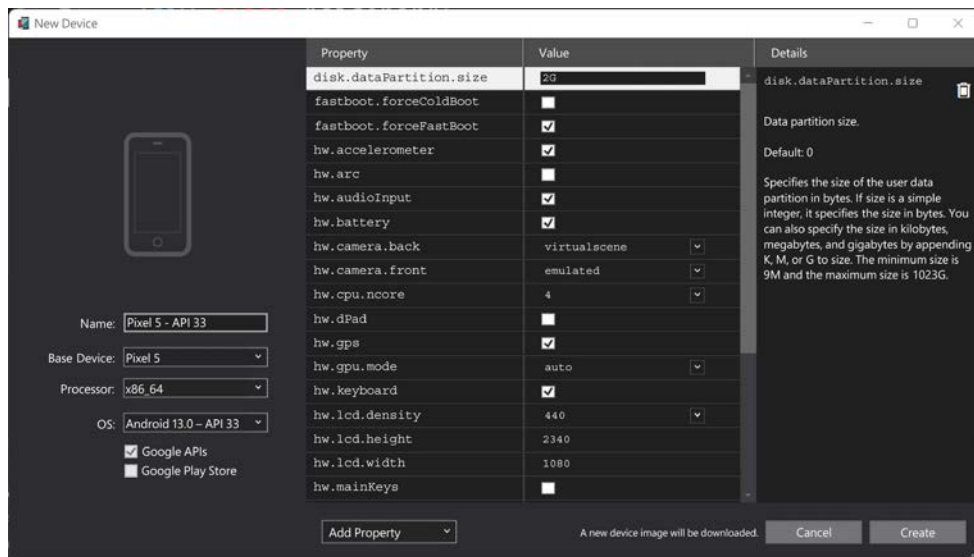 New Device
Name: Pixel 5 - API 33
Base Device: Pixel 5
Processor: x86_64
OS: Android 13.0 – API 33
Google APIs
Google Play Store
Property Value
disk.dataPartition.size 2G
fastboot.forceColdBoot
fastboot.forceFastBoot
hw.accelerometer
hw.arc
hw.audioInput
hw.battery
hw.camera.back virtualscene
hw.camera.front emulated
hw.cpu.ncore 4
hw.dPad
hw.gps
hw.gpu.mode auto
hw.keyboard
hw.lcd.density 440
hw.lcd.height 2340
hw.lcd.width 1080
hw.mainKeys
Details
disk.dataPartition.size
Data partition size.
Default: 0
Specifies the size of the user data
partition in bytes. If size is a simple
integer, it specifies the size in bytes. You
can also specify the size in kilobytes,
megabytes, and gigabytes by appending
K, M, or G to size. The minimum size is
9M and the maximum size is 1023G.
Add Property
A new device image will be downloaded.
Cancel
Create